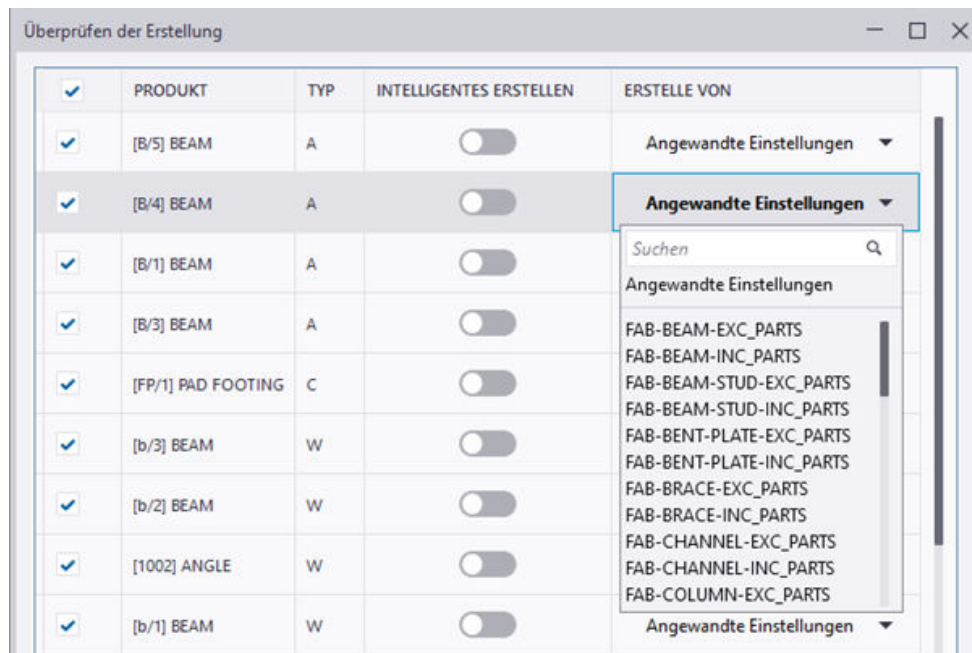 Überprüfen der Erstellung
PRODUKT TYP INTELLIGENTES ERSTELLEN ERSTELLE VON
[B/5] BEAM A Angewandte Einstellungen
[B/4] BEAM A Angewandte Einstellungen
Suchen
[B/1] BEAM A
Angewandte Einstellungen
[B/3] BEAM A
FAB-BEAM-EXC_PARTS
FAB-BEAM-INC_PARTS
[FP/1] PAD FOOTING C
FAB-BEAM-STUD-EXC_PARTS
FAB-BEAM-STUD-INC_PARTS
[b/3] BEAM W
FAB-BENT-PLATE-EXC_PARTS
FAB-BENT-PLATE-INC_PARTS
FAB-BRACE-EXC_PARTS
[b/2] BEAM W
FAB-BRACE-INC_PARTS
FAB-CHANNEL-EXC_PARTS
[1002] ANGLE W
FAB-CHANNEL-INC_PARTS
FAB-COLUMN-EXC_PARTS
[b/1] BEAM W Angewandte Einstellungen